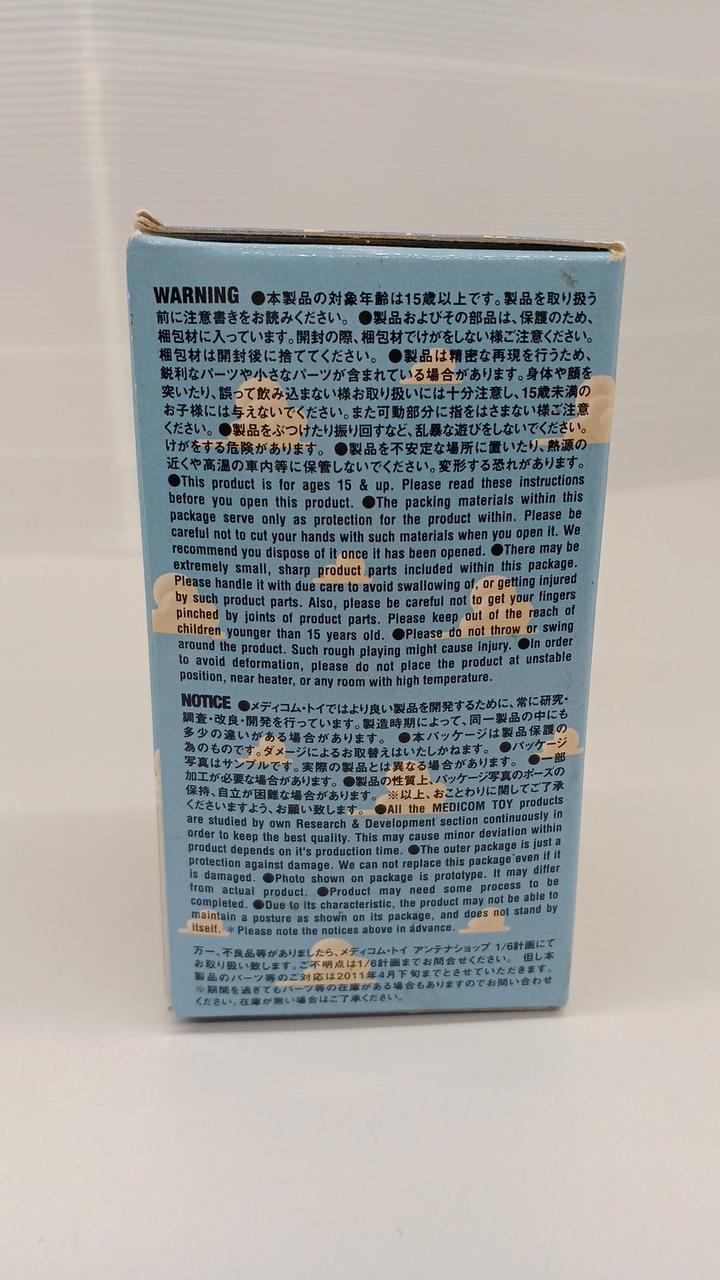 WARNING ●本製品の対象年齢は15歳以上です。製品を取り扱う
前に注意書きをお読みください。 ●製品およびその部品は、保護のため、
梱包材に入っています。開封の際、梱包材でけがをしない様ご注意ください。
梱包材は開封後に捨ててください。 ●製品は精密な再現を行うため、
鋭利なパーツや小さなパーツが含まれている場合があります。身体や顔を
突いたり、誤って飲み込まない様お取り扱いには十分注意し、15歳未満の
お子様には与えないでください。また可動部分に指をはさまない様ご注意
ください。 ●製品をぶつけたり振り回すなど、乱暴な遊びをしないでください。
けがをする危険があります。 ●製品を不安定な場所に置いたり、熱源の
近くや高温の車内等に保管しないでください。変形する恐れがあります。
●This product is for ages 15 & up. Please read these instructions
before you open this product. ●The packing materials within this
package serve only as protection for the product within. Please be
careful not to cut your hands with such materials when you open it. We
recommend you dispose of it once it has been opened. ●There may be
extremely small, sharp product parts included within this package.
Please handle it with due care to avoid swallowing of, or getting injured
by such product parts. Also, please be careful not to get your fingers
pinched by joints of product parts. Please keep out of the reach of
children younger than 15 years old. ●Please do not throw or swing
around the product. Such rough playing might cause injury. ●In order
to avoid deformation, please do not place the product at unstable
position, near heater, or any room with high temperature.
NOTICE ●メディコム・トイではより良い製品を開発するために、常に研究・
調査・改良・開発を行っています。製造時期によって、同一製品の中にも
多少の違いがある場合があります。 ●本パッケージは製品保護の
為のものです。ダメージによるお取替えはいたしかねます。 ●パッケージ
写真はサンプルです。実際の製品とは異なる場合があります。 ●一部
加工が必要な場合があります。 ●製品の性質上、パッケージ写真のポーズの
保持、自立が困難な場合があります。 ※以上、おことわりに関してご了承
くださいますよう、お願い致します。 ●All the MEDICOM TOY products
are studied by own Research & Development section continuously in
order to keep the best quality. This may cause minor deviation within
product depends on it's production time. ●The outer package is just a
protection against damage. We can not replace this package even if it
is damaged. ●Photo shown on package is prototype. It may differ
from actual product. ●Product may need some process to be
completed. ●Due to its characteristic, the product may not be able to
maintain a posture as shown on its package, and does not stand by
itself. ＊Please note the notices above in advance.
万一、不良品等がありましたら、メディコム・トイ アンテナショップ 1/6計画にて
お取り扱い致します。ご不明点は1/6計画までお問合せください。 但し本
製品のパーツ等のご対応は2011年4月下旬までとさせていただきます。
※期間を過ぎてもパーツ等の在庫がある場合もありますのでお問い合わせ
ください。在庫が無い場合はご了承ください。